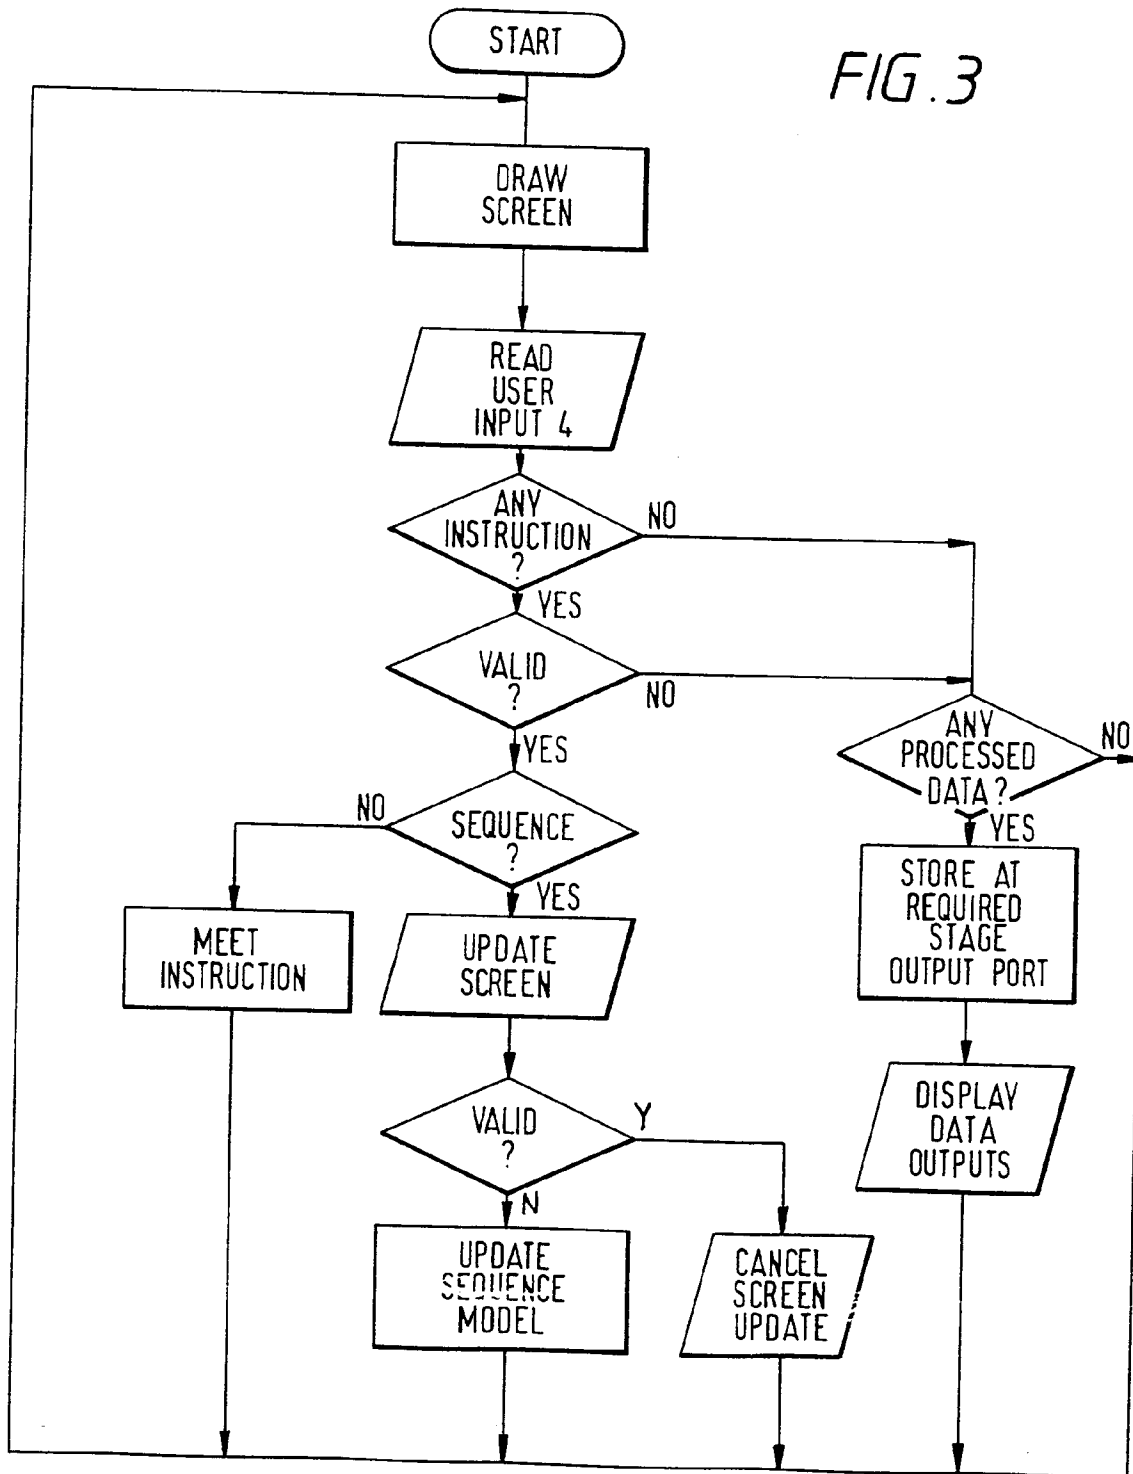 START
FIG. 3
DRAW
SCREEN
READ
USER
INPUT 4
ANY
INSTRUCTION
?
NO
YES
VALID
?
NO
YES
ANY
PROCESSED
DATA?
NO
YES
SEQUENCE
?
NO
YES
STORE AT
REQUIRED
STAGE
OUTPUT PORT
MEET
INSTRUCTION
UPDATE
SCREEN
VALID
?
Y
N
DISPLAY
DATA
OUTPUTS
UPDATE
SEQUENCE
MODEL
CANCEL
SCREEN
UPDATE